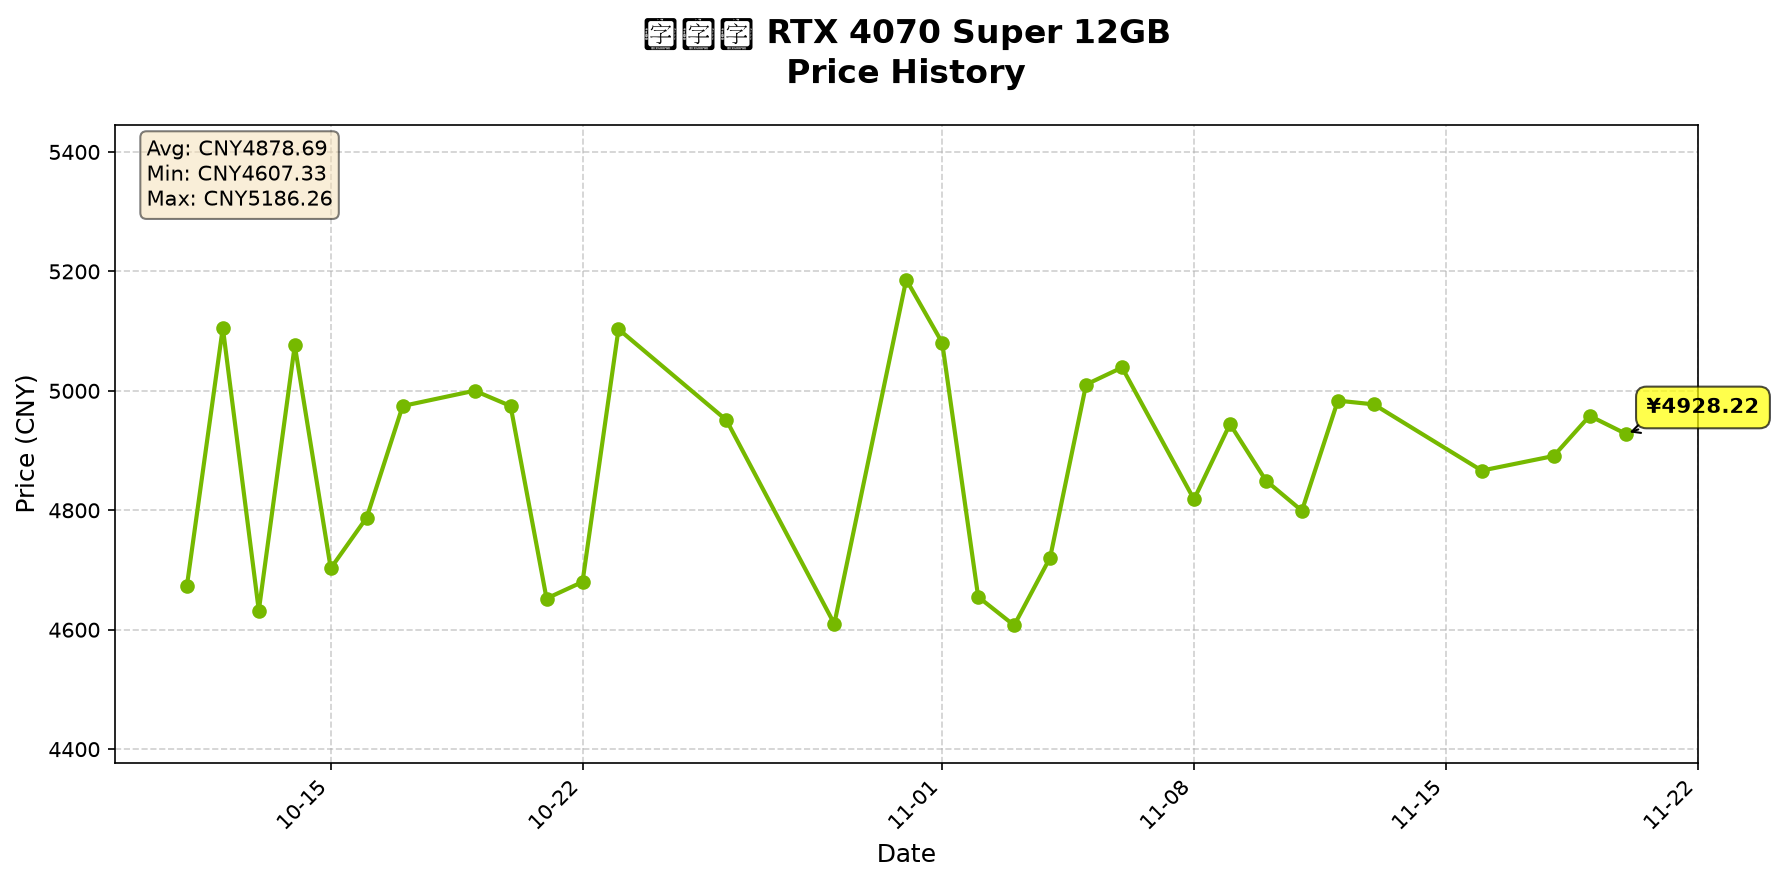 RTX 4070 Super 12GB
Price History
Avg: CNY4878.69
Min: CNY4607.33
Max: CNY5186.26
5400
5200
5000
4800
4600
4400
Price (CNY)
¥4928.22
10-15
10-22
11-01
11-08
11-15
11-22
Date